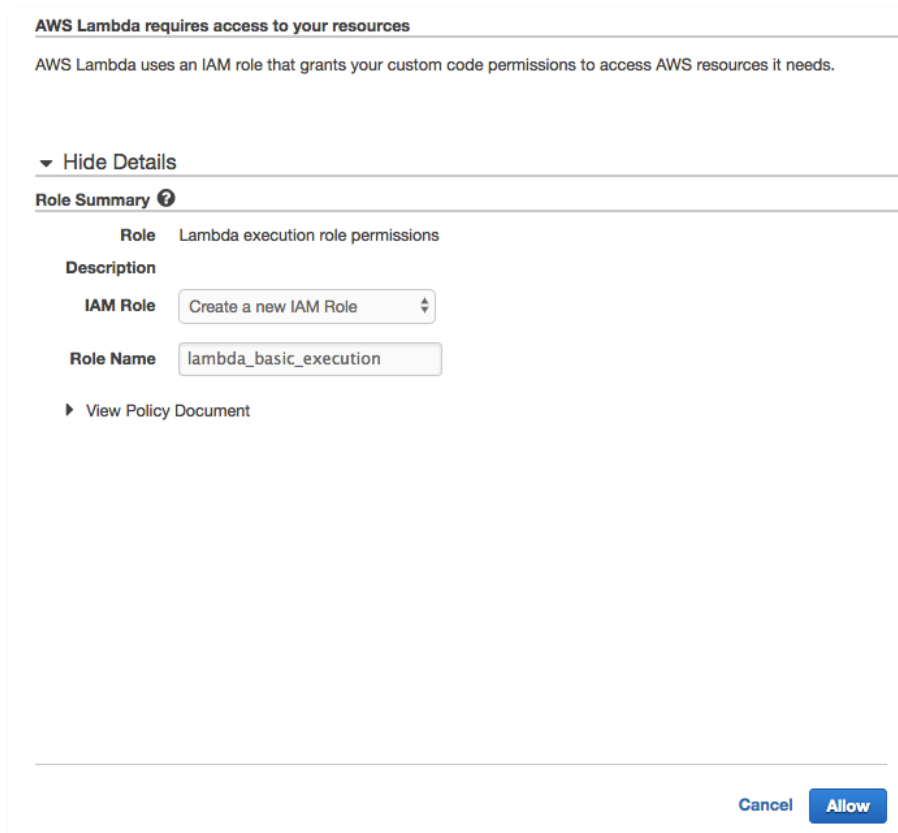 AWS Lambda requires access to your resources
AWS Lambda uses an IAM role that grants your custom code permissions to access AWS resources it needs.
Hide Details
Role Summary ?
Role Lambda execution role permissions
Description
IAM Role Create a new IAM Role
Role Name lambda_basic_execution
View Policy Document
Cancel Allow